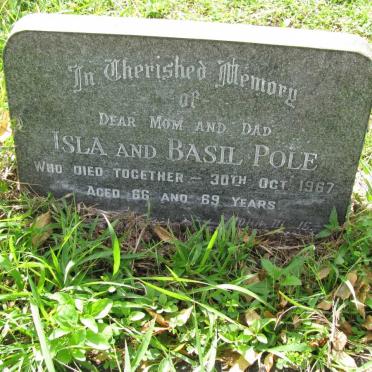 In Cherished Memory
of
DEAR MOM AND DAD
ISLA AND BASIL POLE
WHO DIED TOGETHER - 30TH OCT. 1967
AGED 66 AND 69 YEARS